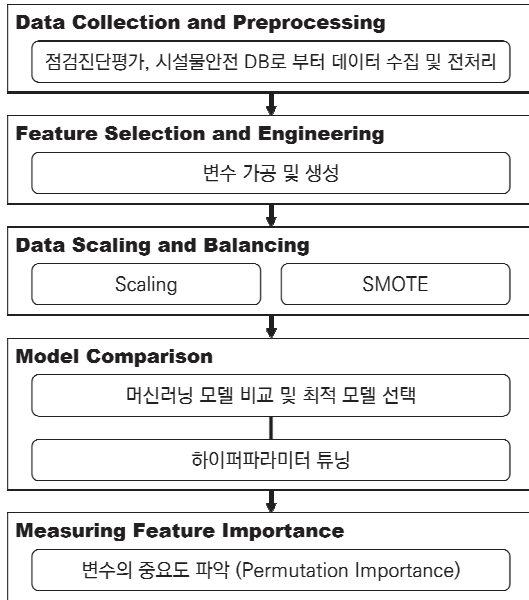 Data Collection and Preprocessing
점검진단평가, 시설물안전 DB로 부터 데이터 수집 및 전처리
Feature Selection and Engineering
변수 가공 및 생성
Data Scaling and Balancing
Scaling
SMOTE
Model Comparison
머신러닝 모델 비교 및 최적 모델 선택
하이퍼파라미터 튜닝
Measuring Feature Importance
변수의 중요도 파악 (Permutation Importance)